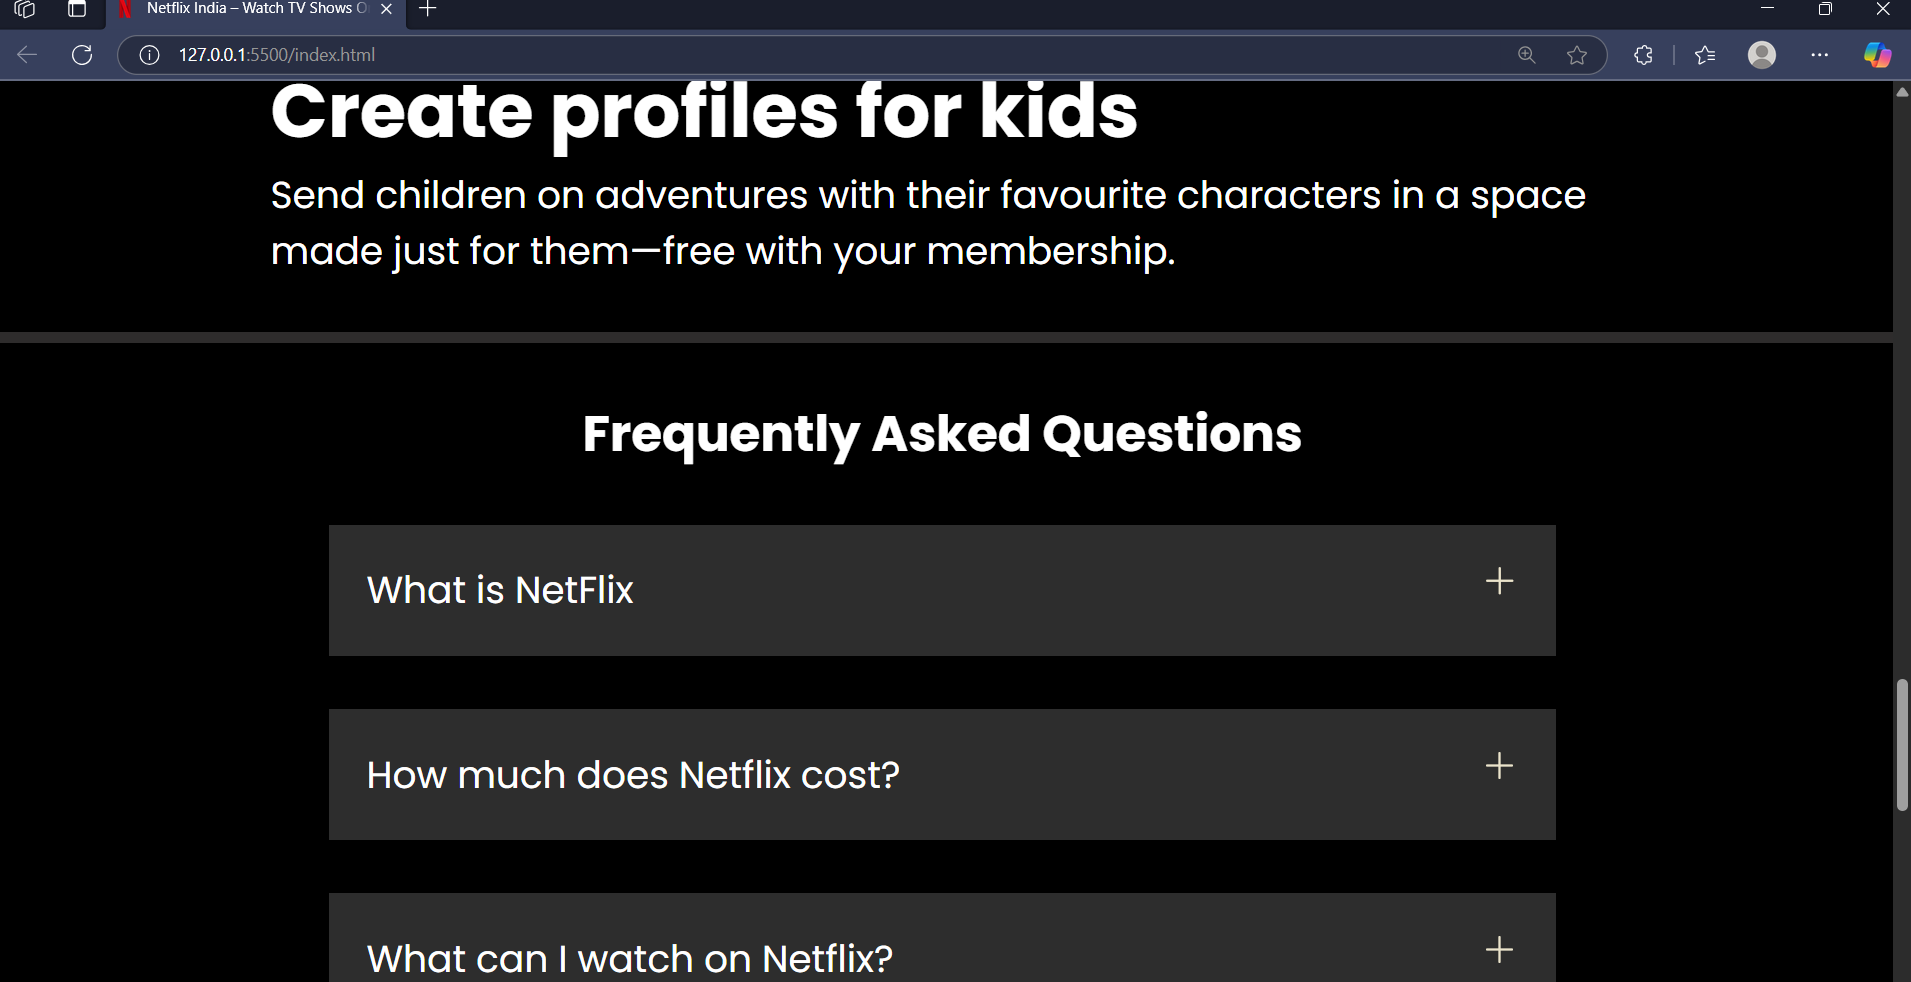 Netflix India – Watch TV Shows O
127.0.0.1:5500/index.html
Create profiles for kids
Send children on adventures with their favourite characters in a space
made just for them—free with your membership.
Frequently Asked Questions
What is NetFlix
How much does Netflix cost?
What can I watch on Netflix?